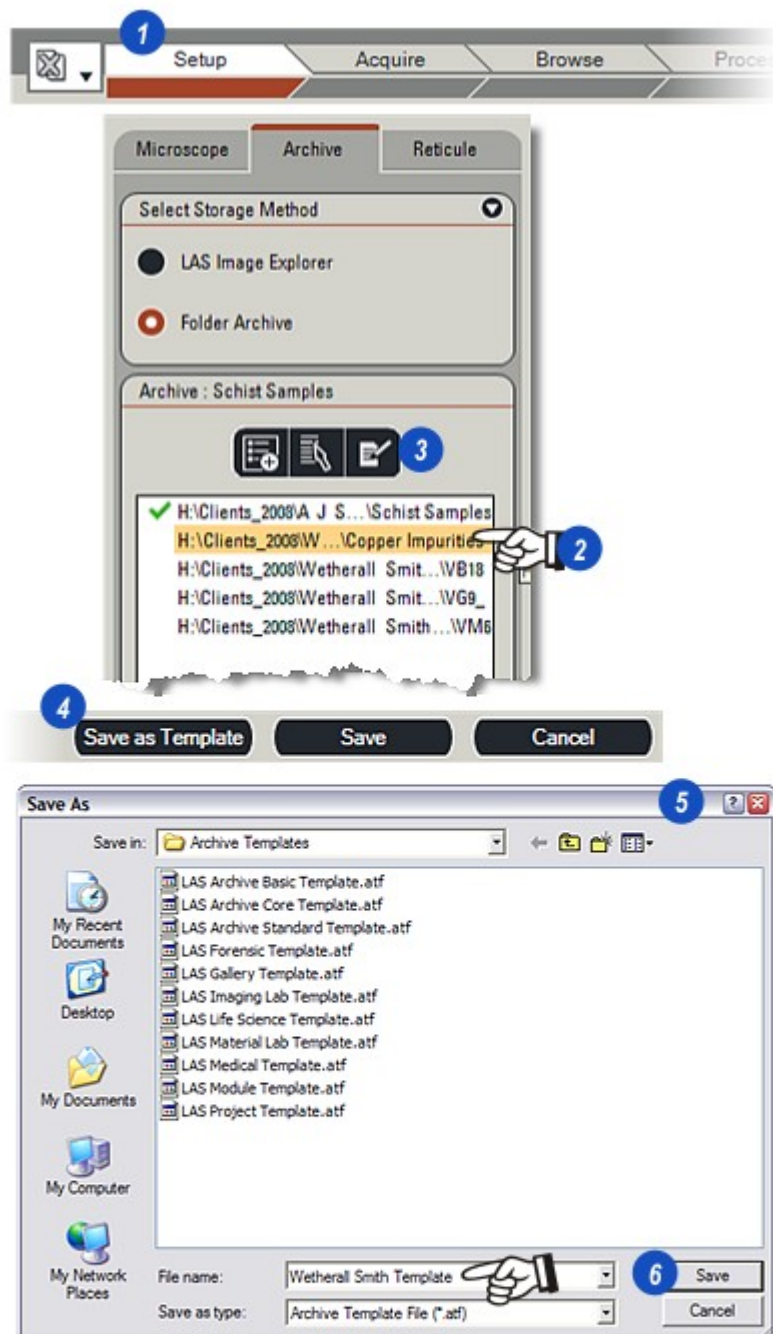 1
Setup Acquire Browse Proce
Microscope Archive Reticule
Select Storage Method
LAS Image Explorer
Folder Archive
Archive : Schist Samples
3
H:\Clients_2008\A J S...\Schist Samples
H:\Clients_2008\W ...\Copper Impurities
2
H:\Clients_2008\Wetherall Smit...\VB18
H:\Clients_2008\Wetherall Smit...\VG9_
H:\Clients_2008\Wetherall Smith...\VM6
4
Save as Template Save Cancel
Save As 5
Save in: Archive Templates
My Recent
Documents
Desktop
My Documents
My Computer
My Network
Places
LAS Archive Basic Template.atf
LAS Archive Core Template.atf
LAS Archive Standard Template.atf
LAS Forensic Template.atf
LAS Gallery Template.atf
LAS Imaging Lab Template.atf
LAS Life Science Template.atf
LAS Material Lab Template.atf
LAS Medical Template.atf
LAS Module Template.atf
LAS Project Template.atf
File name: Wetherall Smith Template 6 Save
Save as type: Archive Template File (*.atf) Cancel